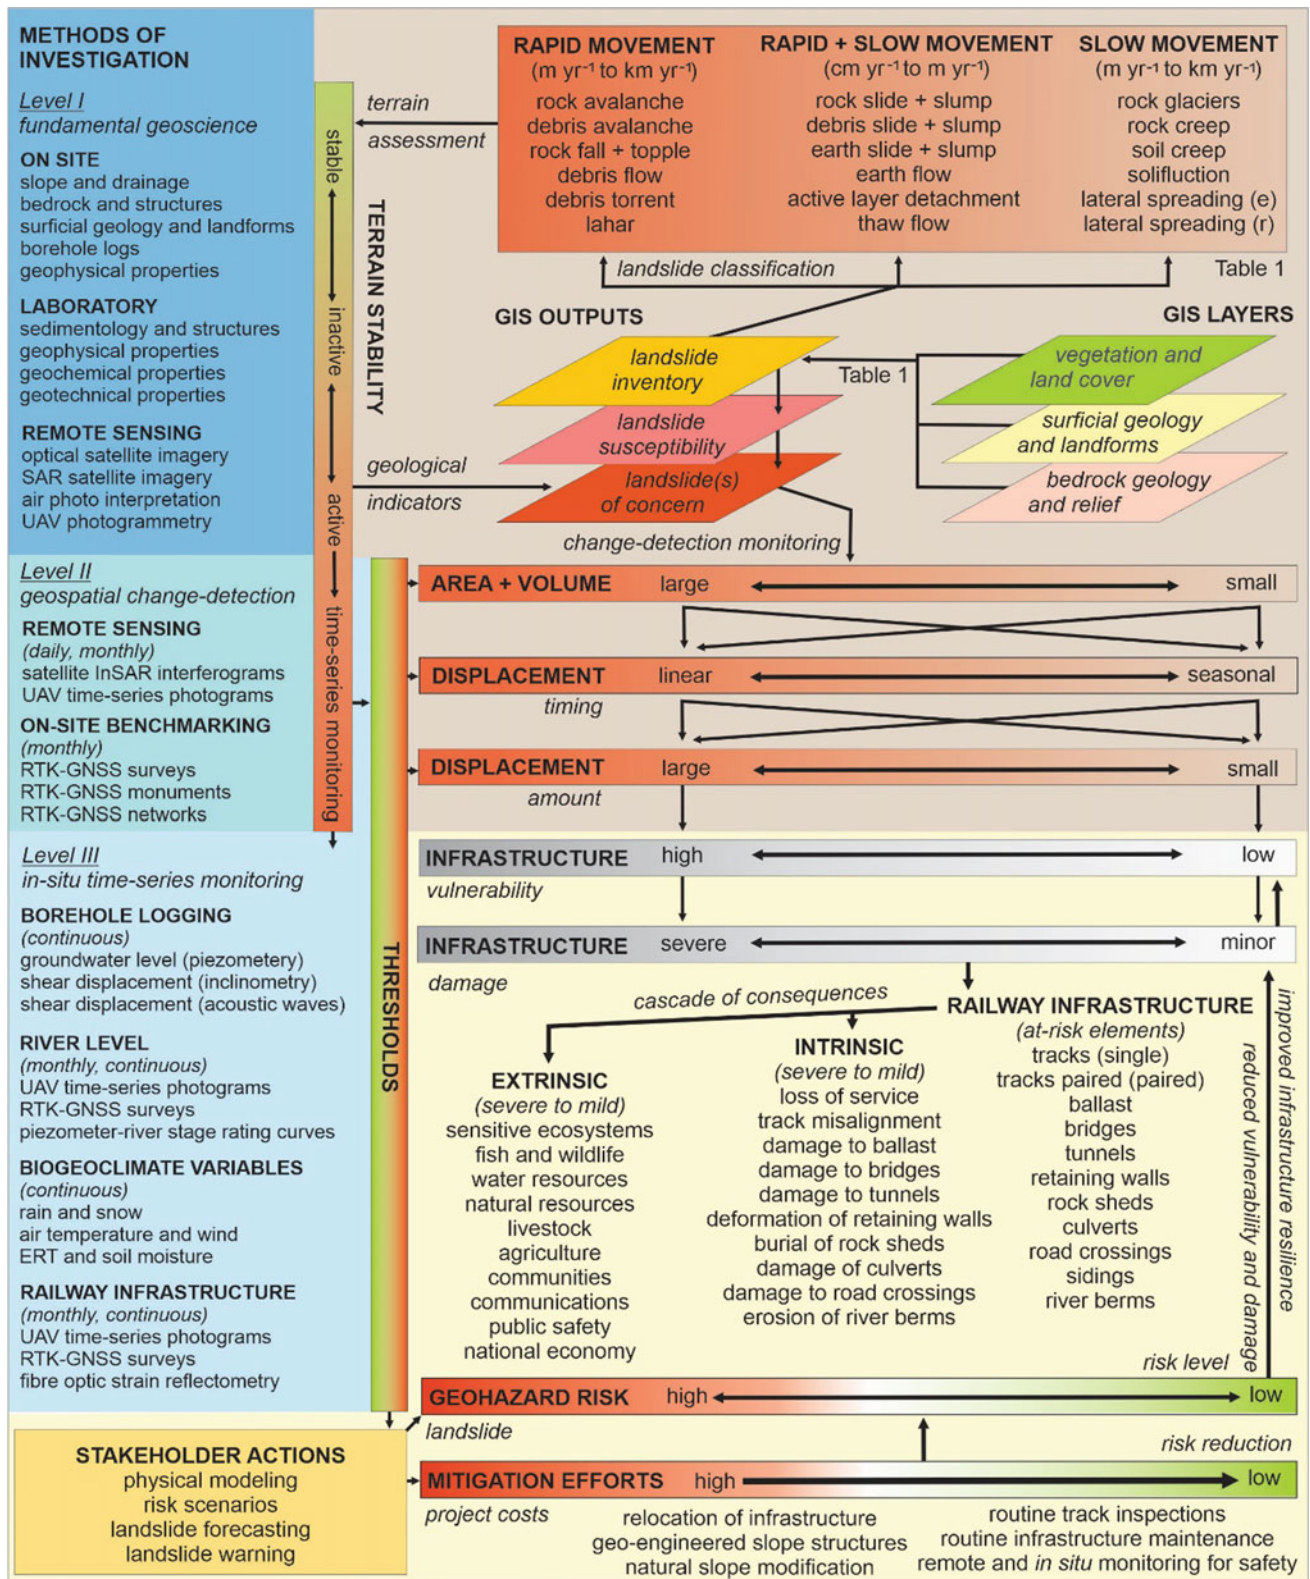 METHODS OF
INVESTIGATION
Level I
fundamental geoscience
ON SITE
slope and drainage
bedrock and structures
surficial geology and landforms
borehole logs
geophysical properties
LABORATORY
sedimentology and structures
geophysical properties
geochemical properties
geotechnical properties
REMOTE SENSING
optical satellite imagery
SAR satellite imagery
air photo interpretation
UAV photogrammetry
Level II
geospatial change-detection
REMOTE SENSING
(daily, monthly)
satellite InSAR interferograms
UAV time-series photograms
ON-SITE BENCHMARKING
(monthly)
RTK-GNSS surveys
RTK-GNSS monuments
RTK-GNSS networks
Level III
in-situ time-series monitoring
BOREHOLE LOGGING
(continuous)
groundwater level (piezometery)
shear displacement (inclinometry)
shear displacement (acoustic waves)
RIVER LEVEL
(monthly, continuous)
UAV time-series photograms
RTK-GNSS surveys
piezometer-river stage rating curves
BIOGEOCLIMATE VARIABLES
(continuous)
rain and snow
air temperature and wind
ERT and soil moisture
RAILWAY INFRASTRUCTURE
(monthly, continuous)
UAV time-series photograms
RTK-GNSS surveys
fibre optic strain reflectometry
STAKEHOLDER ACTIONS
physical modeling
risk scenarios
landslide forecasting
landslide warning
stable
inactive
active
time-series monitoring
TERRAIN STABILITY
THRESHOLDS
terrain
assessment
RAPID MOVEMENT
(m yr⁻¹ to km yr⁻¹)
rock avalanche
debris avalanche
rock fall + topple
debris flow
debris torrent
lahar
RAPID + SLOW MOVEMENT
(cm yr⁻¹ to m yr⁻¹)
rock slide + slump
debris slide + slump
earth slide + slump
earth flow
active layer detachment
thaw flow
SLOW MOVEMENT
(m yr⁻¹ to km yr⁻¹)
rock glaciers
rock creep
soil creep
solifluction
lateral spreading (e)
lateral spreading (r)
landslide classification
Table 1
GIS OUTPUTS
landslide
inventory
landslide
susceptibility
landslide(s)
of concern
Table 1
GIS LAYERS
vegetation and
land cover
surficial geology
and landforms
bedrock geology
and relief
geological
indicators
change-detection monitoring
AREA + VOLUME large small
DISPLACEMENT linear seasonal
timing
DISPLACEMENT large small
amount
INFRASTRUCTURE high low
vulnerability
INFRASTRUCTURE severe minor
damage
cascade of consequences
EXTRINSIC
(severe to mild)
sensitive ecosystems
fish and wildlife
water resources
natural resources
livestock
agriculture
communities
communications
public safety
national economy
INTRINSIC
(severe to mild)
loss of service
track misalignment
damage to ballast
damage to bridges
damage to tunnels
deformation of retaining walls
burial of rock sheds
damage of culverts
damage to road crossings
erosion of river berms
RAILWAY INFRASTRUCTURE
(at-risk elements)
tracks (single)
tracks paired (paired)
ballast
bridges
tunnels
retaining walls
rock sheds
culverts
road crossings
sidings
river berms
reduced vulnerability and damage
improved infrastructure resilience
risk level
GEOHAZARD RISK high low
landslide
risk reduction
MITIGATION EFFORTS high low
project costs
relocation of infrastructure
geo-engineered slope structures
natural slope modification
routine track inspections
routine infrastructure maintenance
remote and in situ monitoring for safety